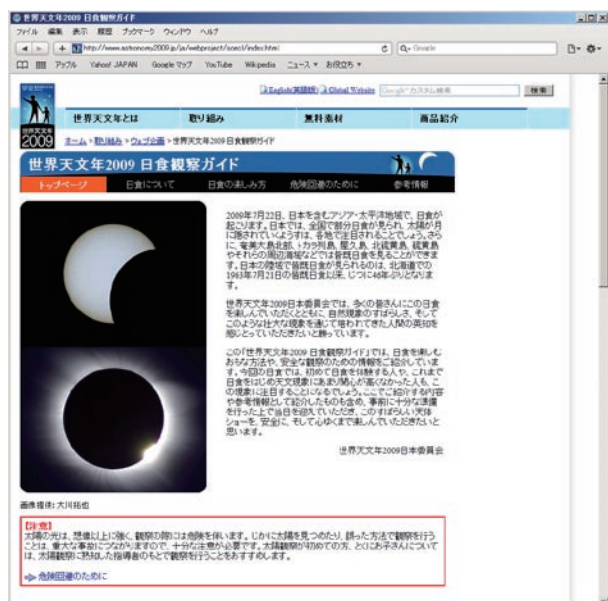 世界天文年2009 日食観察ガイド
ファイル 編集 表示 履歴 ブックマーク ウィンドウ ヘルプ
http://www.astronomy2009.jp/ja/webproject/soecl/index.html
Google
アップル Yahoo! JAPAN Googleマップ YouTube Wikipedia ニュース お役立ち
English(英語版) Global Website Google カスタム検索 検索
世界天文年とは 取り組み 無料素材 商品紹介
世界天文年
2009
ホーム > 取り組み > ウェブ企画 > 世界天文年2009 日食観察ガイド
世界天文年2009 日食観察ガイド
トップページ 日食について 日食の楽しみ方 危険回避のために 参考情報
2009年7月22日、日本を含むアジア・太平洋地域で、日食が
起こります。日本では、全国で部分日食が見られ、太陽が月
に隠されていくようすは、各地で注目されることでしょう。さら
に、奄美大島北部、トカラ列島、屋久島、北硫黄島、硫黄島
やそれらの周辺海域などでは皆既日食を見ることができま
す。日本の陸域で皆既日食が見られるのは、北海道での
1963年7月21日の皆既日食以来、じつに46年ぶりとなりま
す。
世界天文年2009日本委員会では、多くの皆さんにこの日食
を楽しんでいただくとともに、自然現象のすばらしさ、そして
このような壮大な現象を通じて培われてきた人間の英知を
感じとっていただきたいと願っています。
この「世界天文年2009 日食観察ガイド」では、日食を楽しむ
おもな方法や、安全な観察のための情報をご紹介していま
す。今回の日食では、初めて日食を体験する人や、これまで
日食をはじめ天文現象にあまり関心が高くなかった人も、こ
の現象に注目することになるでしょう。ここでご紹介する内容
や参考情報として紹介したものも含め、事前に十分な準備
を行った上で当日を迎えていただき、このすばらしい天体
ショーを、安全に、そして心ゆくまで楽しんでいただきたいと
思います。
世界天文年2009日本委員会
画像提供: 大川拓也
【注意】
太陽の光は、想像以上に強く、観察の際には危険を伴います。じかに太陽を見つめたり、誤った方法で観察を行う
ことは、重大な事故につながりますので、十分な注意が必要です。太陽観察が初めての方、とくにお子さんについて
は、太陽観察に熟知した指導者のもとで観察を行うことをおすすめします。
危険回避のために